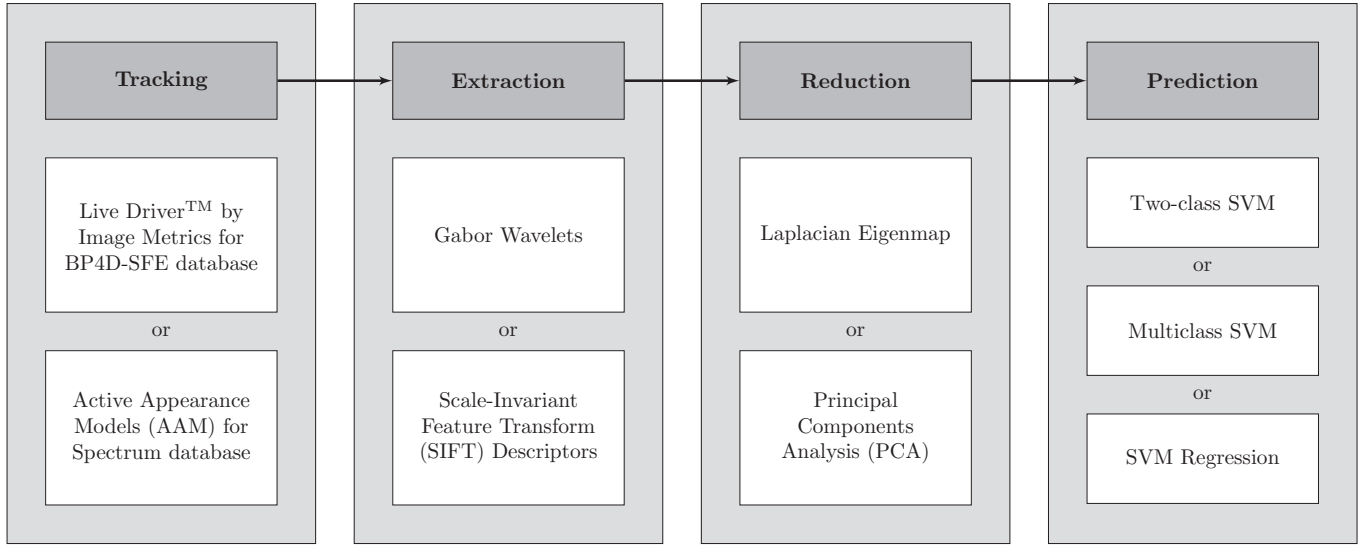 Tracking
Live Driver™ by
Image Metrics for
BP4D-SFE database
or
Active Appearance
Models (AAM) for
Spectrum database
Extraction
Gabor Wavelets
or
Scale-Invariant
Feature Transform
(SIFT) Descriptors
Reduction
Laplacian Eigenmap
or
Principal
Components
Analysis (PCA)
Prediction
Two-class SVM
or
Multiclass SVM
or
SVM Regression